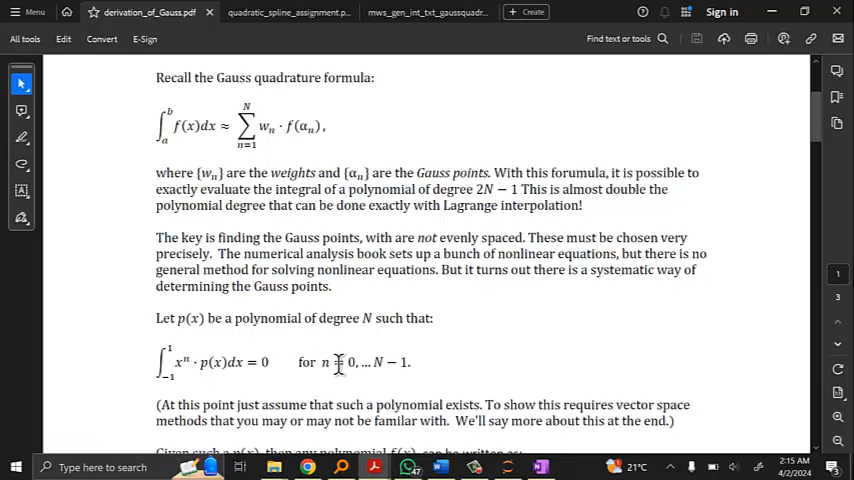 Menu
derivation_of_Gauss.pdf
quadratic_spline_assignment.p...
mws_gen_int_txt_gaussquadr...
Create
Sign in
All tools
Edit
Convert
E-Sign
Find text or tools
Recall the Gauss quadrature formula:
∫_a^b f(x)dx ≈ ∑_{n=1}^{N} w_n · f(α_n),
where {w_n} are the weights and {α_n} are the Gauss points. With this forumula, it is possible to
exactly evaluate the integral of a polynomial of degree 2N − 1 This is almost double the
polynomial degree that can be done exactly with Lagrange interpolation!
The key is finding the Gauss points, with are not evenly spaced. These must be chosen very
precisely. The numerical analysis book sets up a bunch of nonlinear equations, but there is no
general method for solving nonlinear equations. But it turns out there is a systematic way of
determining the Gauss points.
Let p(x) be a polynomial of degree N such that:
∫_{-1}^{1} x^n · p(x)dx = 0 for n = 0, ... N − 1.
(At this point just assume that such a polynomial exists. To show this requires vector space
methods that you may or may not be familar with. We'll say more about this at the end.)
1
3
Type here to search
47
21°C
2:15 AM
4/2/2024
3